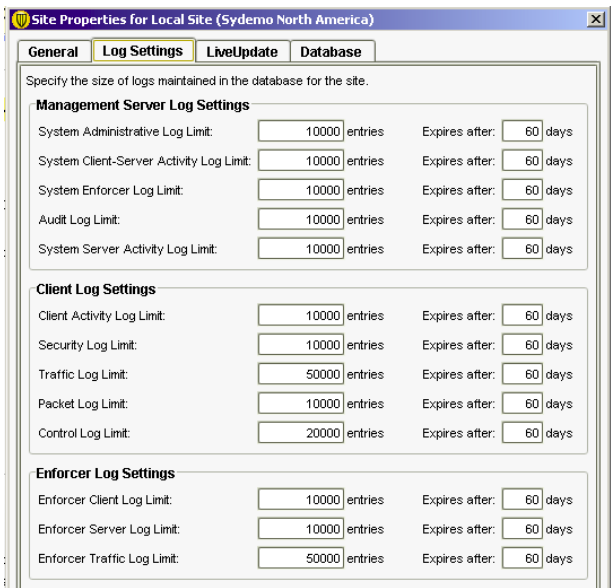 Site Properties for Local Site (Sydemo North America)
General Log Settings LiveUpdate Database
Specify the size of logs maintained in the database for the site.
Management Server Log Settings
System Administrative Log Limit: 10000 entries Expires after: 60 days
System Client-Server Activity Log Limit: 10000 entries Expires after: 60 days
System Enforcer Log Limit: 10000 entries Expires after: 60 days
Audit Log Limit: 10000 entries Expires after: 60 days
System Server Activity Log Limit: 10000 entries Expires after: 60 days
Client Log Settings
Client Activity Log Limit: 10000 entries Expires after: 60 days
Security Log Limit: 10000 entries Expires after: 60 days
Traffic Log Limit: 50000 entries Expires after: 60 days
Packet Log Limit: 10000 entries Expires after: 60 days
Control Log Limit: 20000 entries Expires after: 60 days
Enforcer Log Settings
Enforcer Client Log Limit: 10000 entries Expires after: 60 days
Enforcer Server Log Limit: 10000 entries Expires after: 60 days
Enforcer Traffic Log Limit: 50000 entries Expires after: 60 days